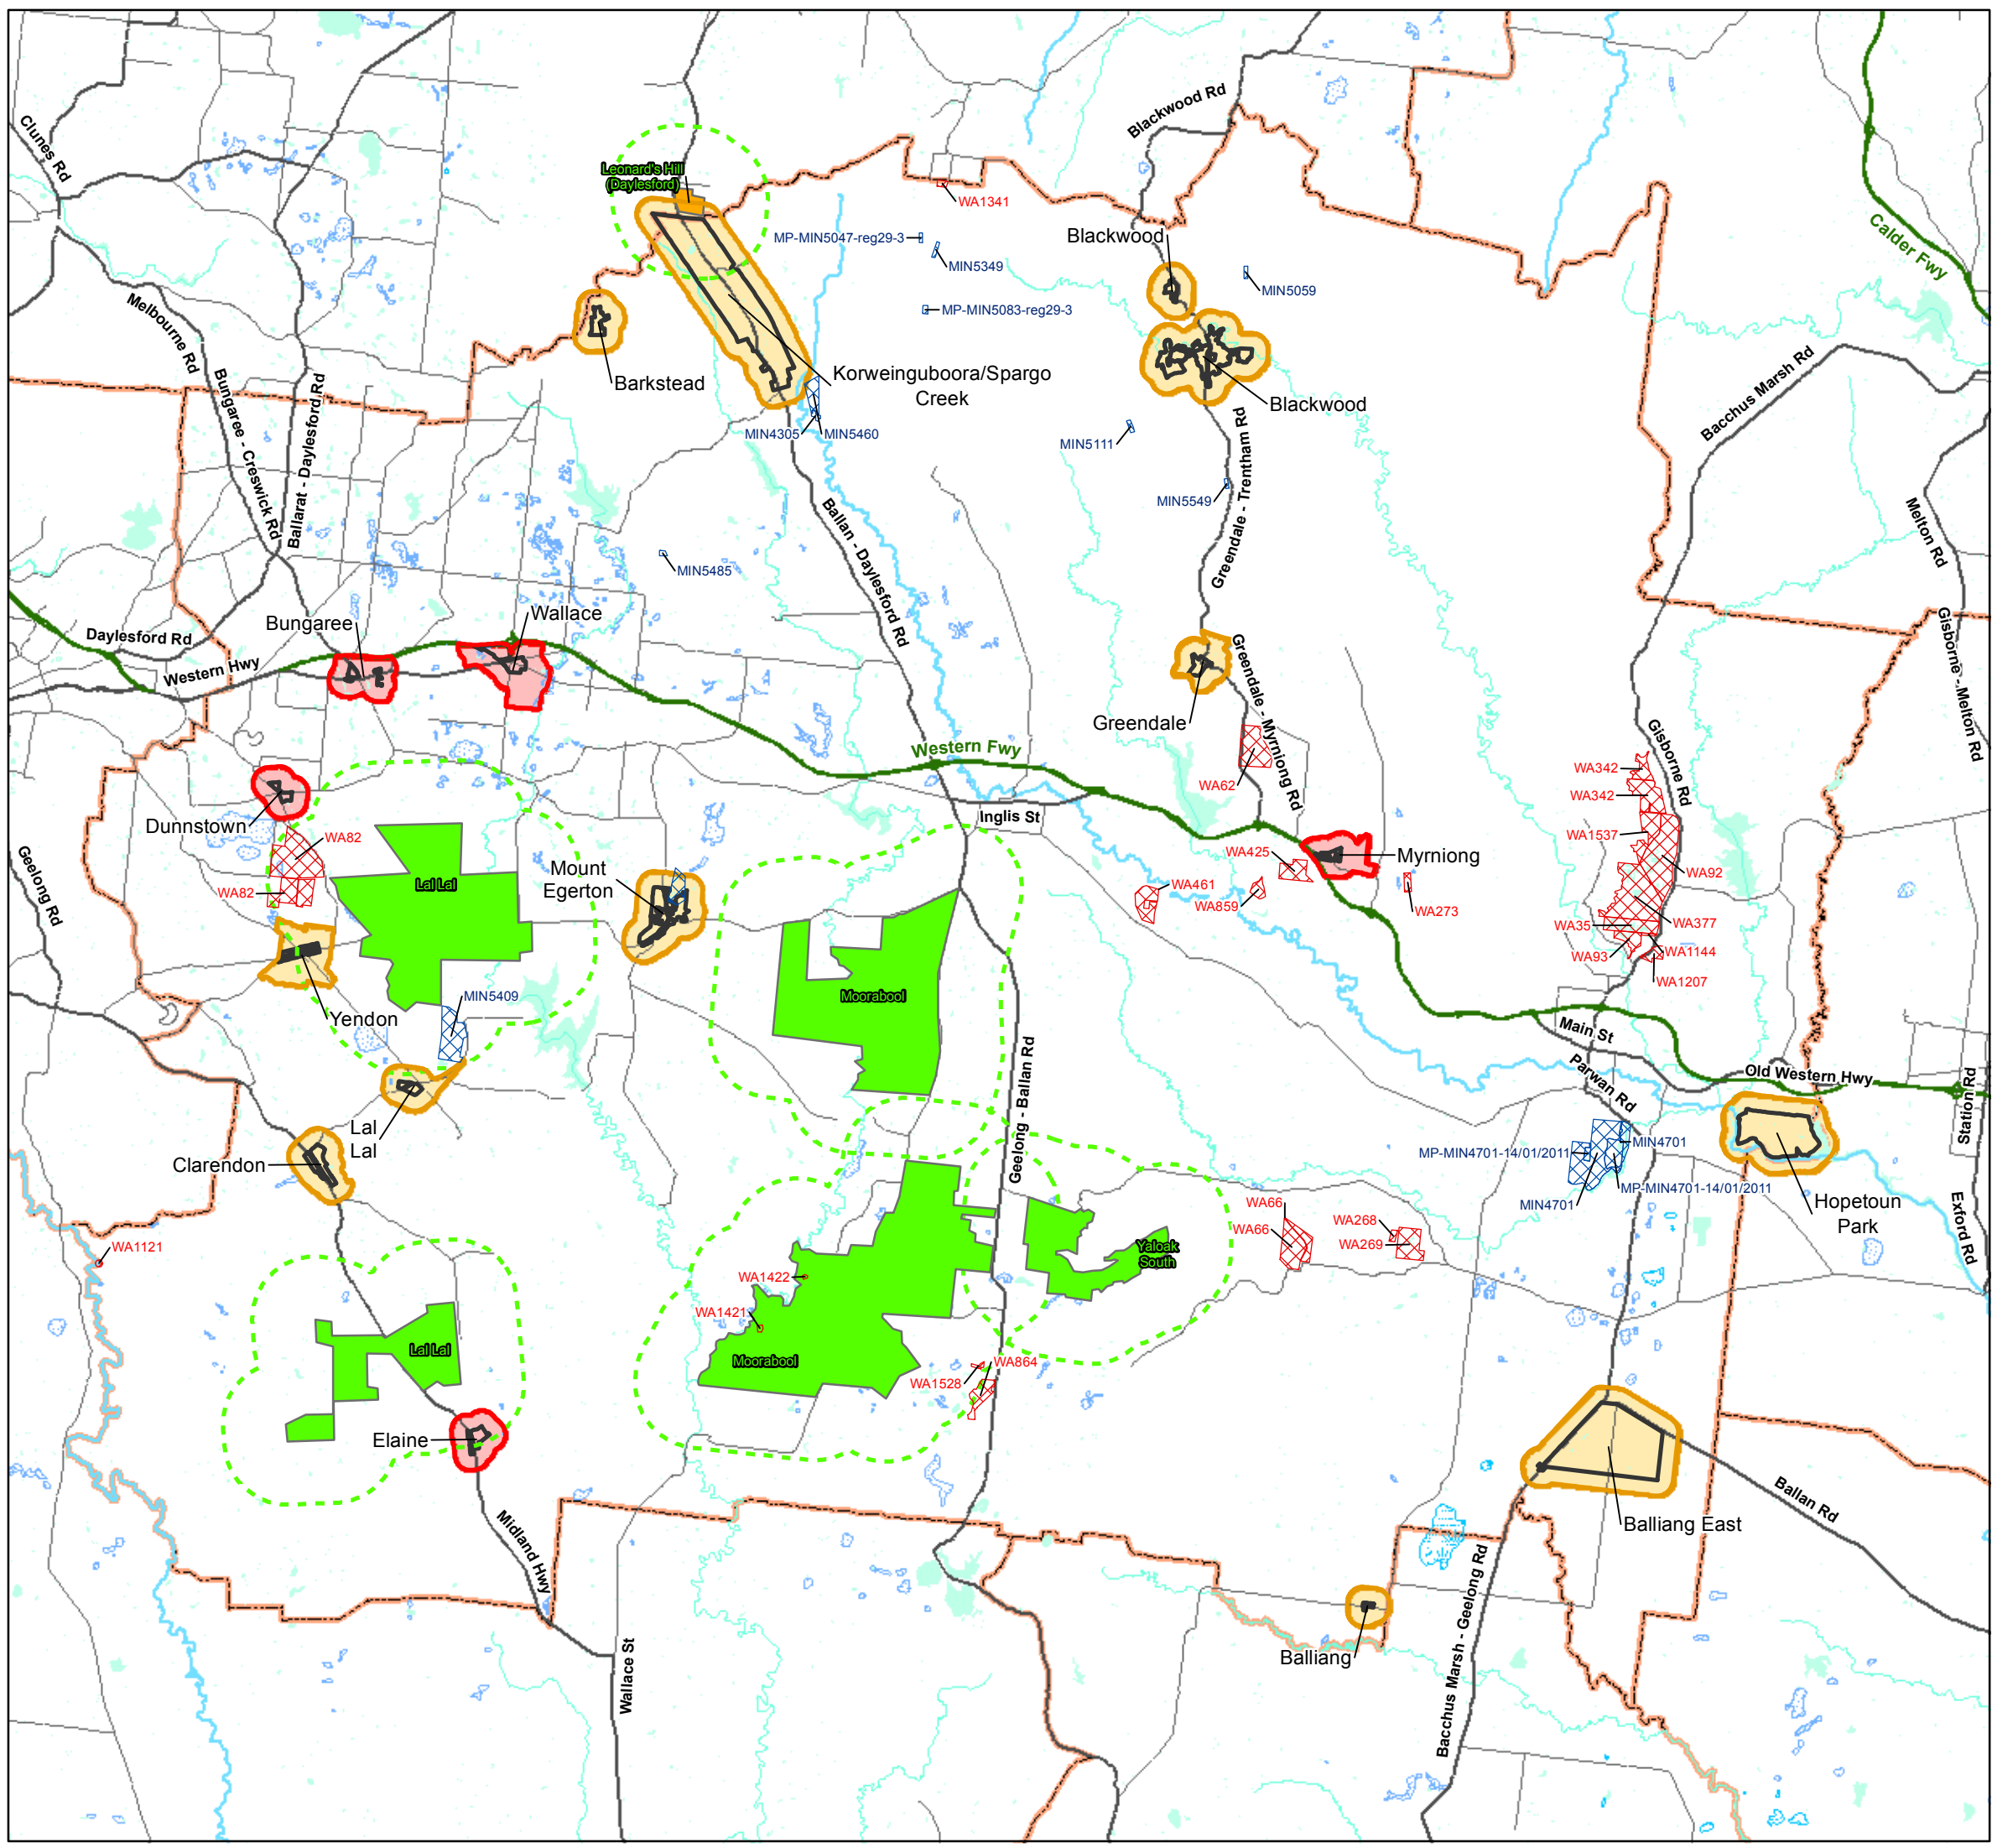 Clunes Rd
Blackwood Rd
Calder Fwy
Leonard's Hill
(Daylesford)
WA1341
MP-MIN5047-reg29-3
MIN5349
Blackwood
MIN5059
MP-MIN5083-reg29-3
Melbourne Rd
Bungaree - Creswick Rd
Ballarat - Daylesford Rd
Barkstead
Korweinguboora/Spargo
Creek
MIN4305
MIN5460
Blackwood
Bacchus Marsh Rd
MIN5111
MIN5549
Greendale - Trentham Rd
Ballan - Daylesford Rd
Melton Rd
MIN5485
Wallace
Bungaree
Daylesford Rd
Western Hwy
Gisborne - Melton Rd
Greendale - Myrniong Rd
Greendale
Western Fwy
Gisborne Rd
WA62
WA342
WA342
Inglis St
Dunnstown
WA82
WA82
WA1537
WA92
Geelong Rd
Mount
Egerton
Lal Lal
WA425
Myrniong
WA461
WA859
WA273
WA377
WA35
WA93
WA1144
WA1207
Moorabool
MIN5409
Yendon
Main St
Parwan Rd
Old Western Hwy
Station Rd
Geelong - Ballan Rd
Lal
Lal
Clarendon
MIN4701
MP-MIN4701-14/01/2011
MP-MIN4701-14/01/2011
MIN4701
Hopetoun
Park
Exford Rd
WA66
WA66
WA268
WA269
WA1121
Yaloak
South
WA1422
WA1421
Moorabool
Lal Lal
WA864
WA1528
Elaine
Midland Hwy
Ballan Rd
Balliang East
Balliang
Wallace St
Bacchus Marsh - Geelong Rd